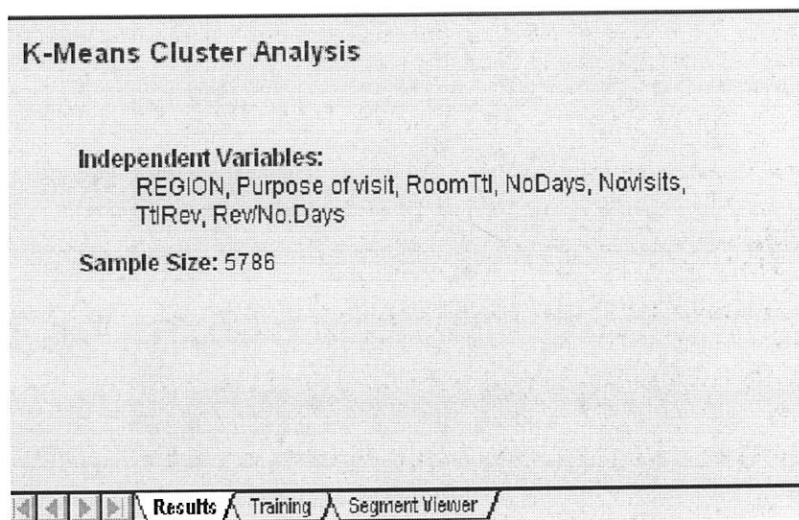 K-Means Cluster Analysis
Independent Variables:
REGION, Purpose of visit, RoomTtl, NoDays, Novisits,
TtlRev, Rev/No.Days
Sample Size: 5786
Results Training Segment Viewer